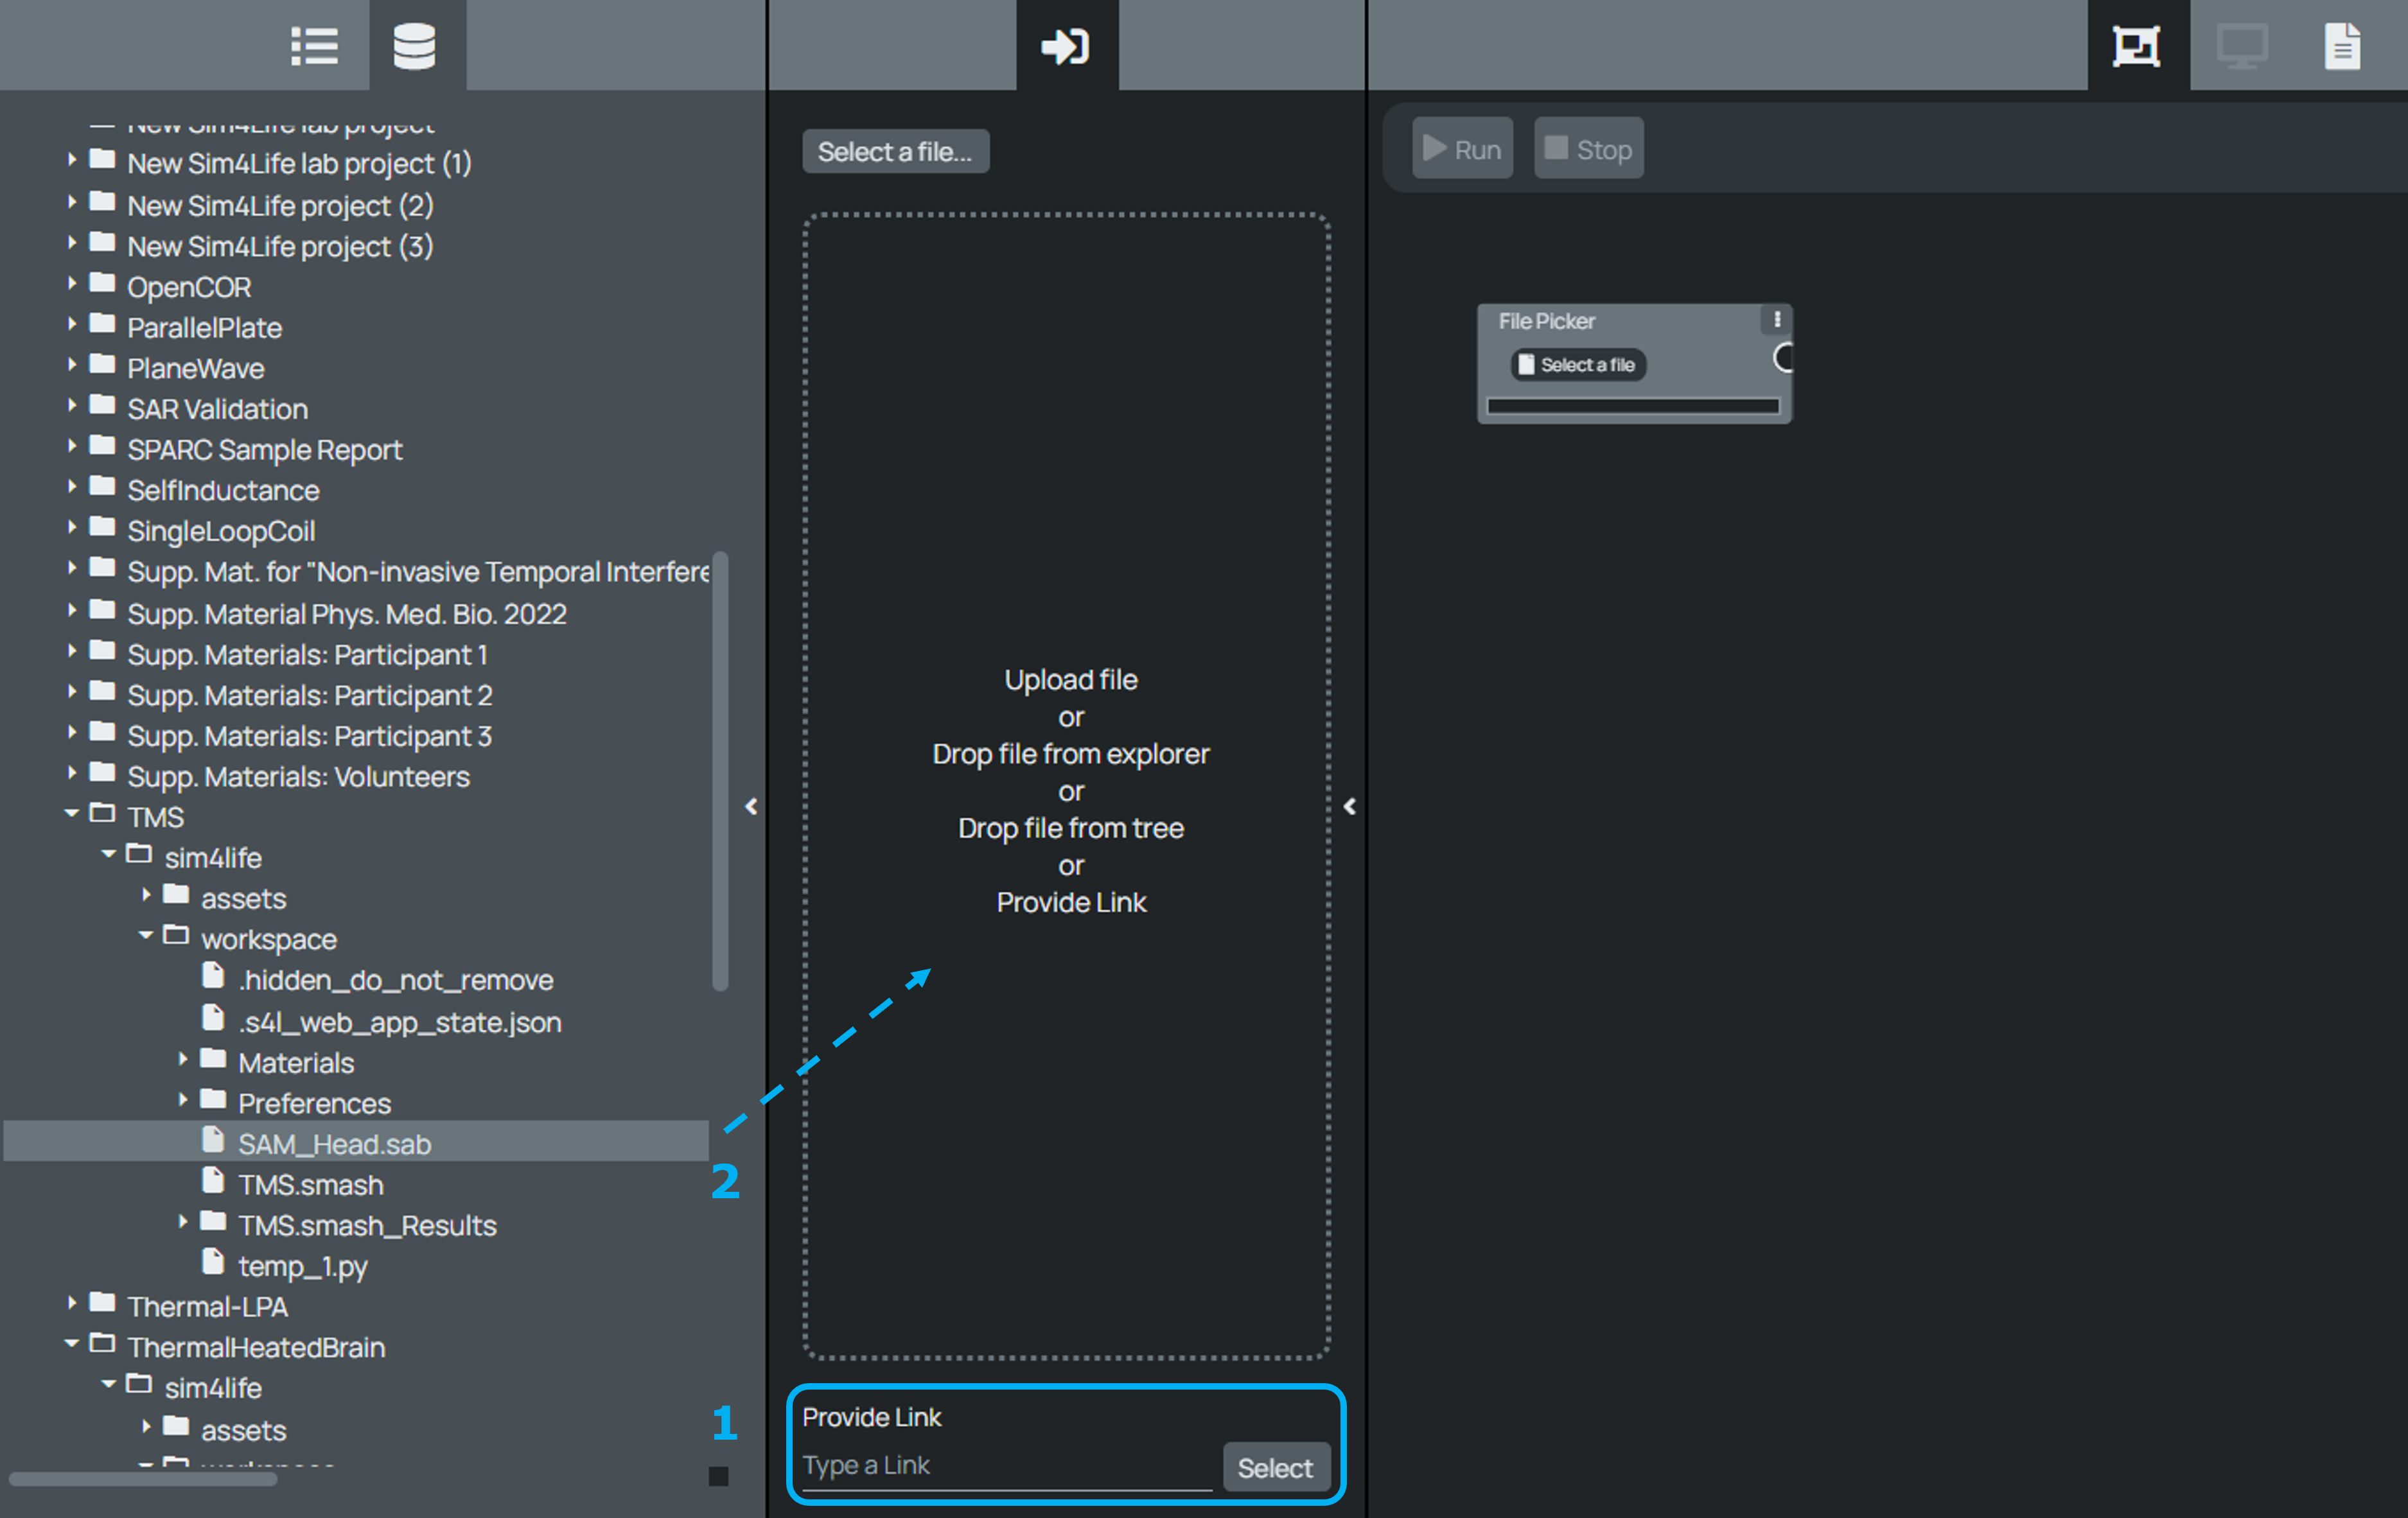 New Sim4Life lab project
New Sim4Life lab project (1)
New Sim4Life project (2)
New Sim4Life project (3)
OpenCOR
ParallelPlate
PlaneWave
SAR Validation
SPARC Sample Report
SelfInductance
SingleLoopCoil
Supp. Mat. for "Non-invasive Temporal Interfere
Supp. Material Phys. Med. Bio. 2022
Supp. Materials: Participant 1
Supp. Materials: Participant 2
Supp. Materials: Participant 3
Supp. Materials: Volunteers
TMS
sim4life
assets
workspace
.hidden_do_not_remove
.s4l_web_app_state.json
Materials
Preferences
SAM_Head.sab
TMS.smash
TMS.smash_Results
temp_1.py
Thermal-LPA
ThermalHeatedBrain
sim4life
assets
workspace
2
1
Select a file...
Upload file
or
Drop file from explorer
or
Drop file from tree
or
Provide Link
Provide Link
Type a Link
Select
Run
Stop
File Picker
Select a file